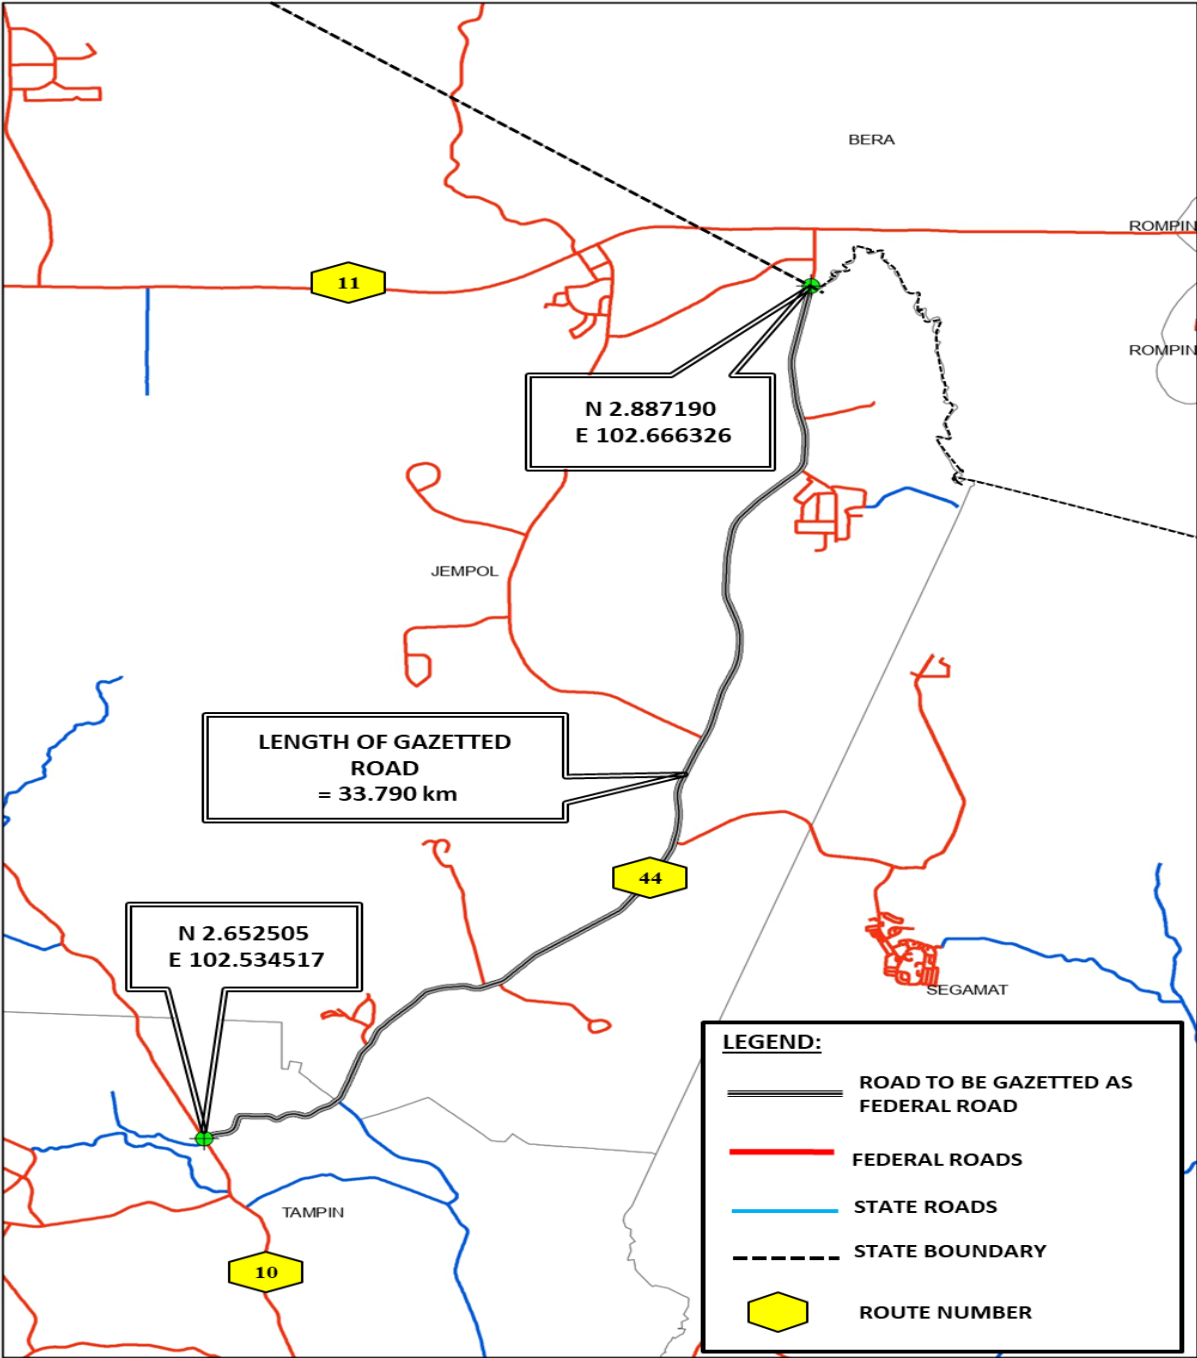 BERA
ROMPIN
11
ROMPIN
N 2.887190
E 102.666326
JEMPOL
LENGTH OF GAZETTED
ROAD
= 33.790 km
44
N 2.652505
E 102.534517
SEGAMAT
TAMPIN
10
LEGEND:
ROAD TO BE GAZETTED AS
FEDERAL ROAD
FEDERAL ROADS
STATE ROADS
STATE BOUNDARY
ROUTE NUMBER